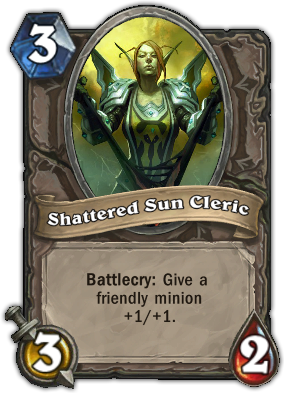 3
Shattered Sun Cleric
Battlecry: Give a
friendly minion
+1/+1.
3
2